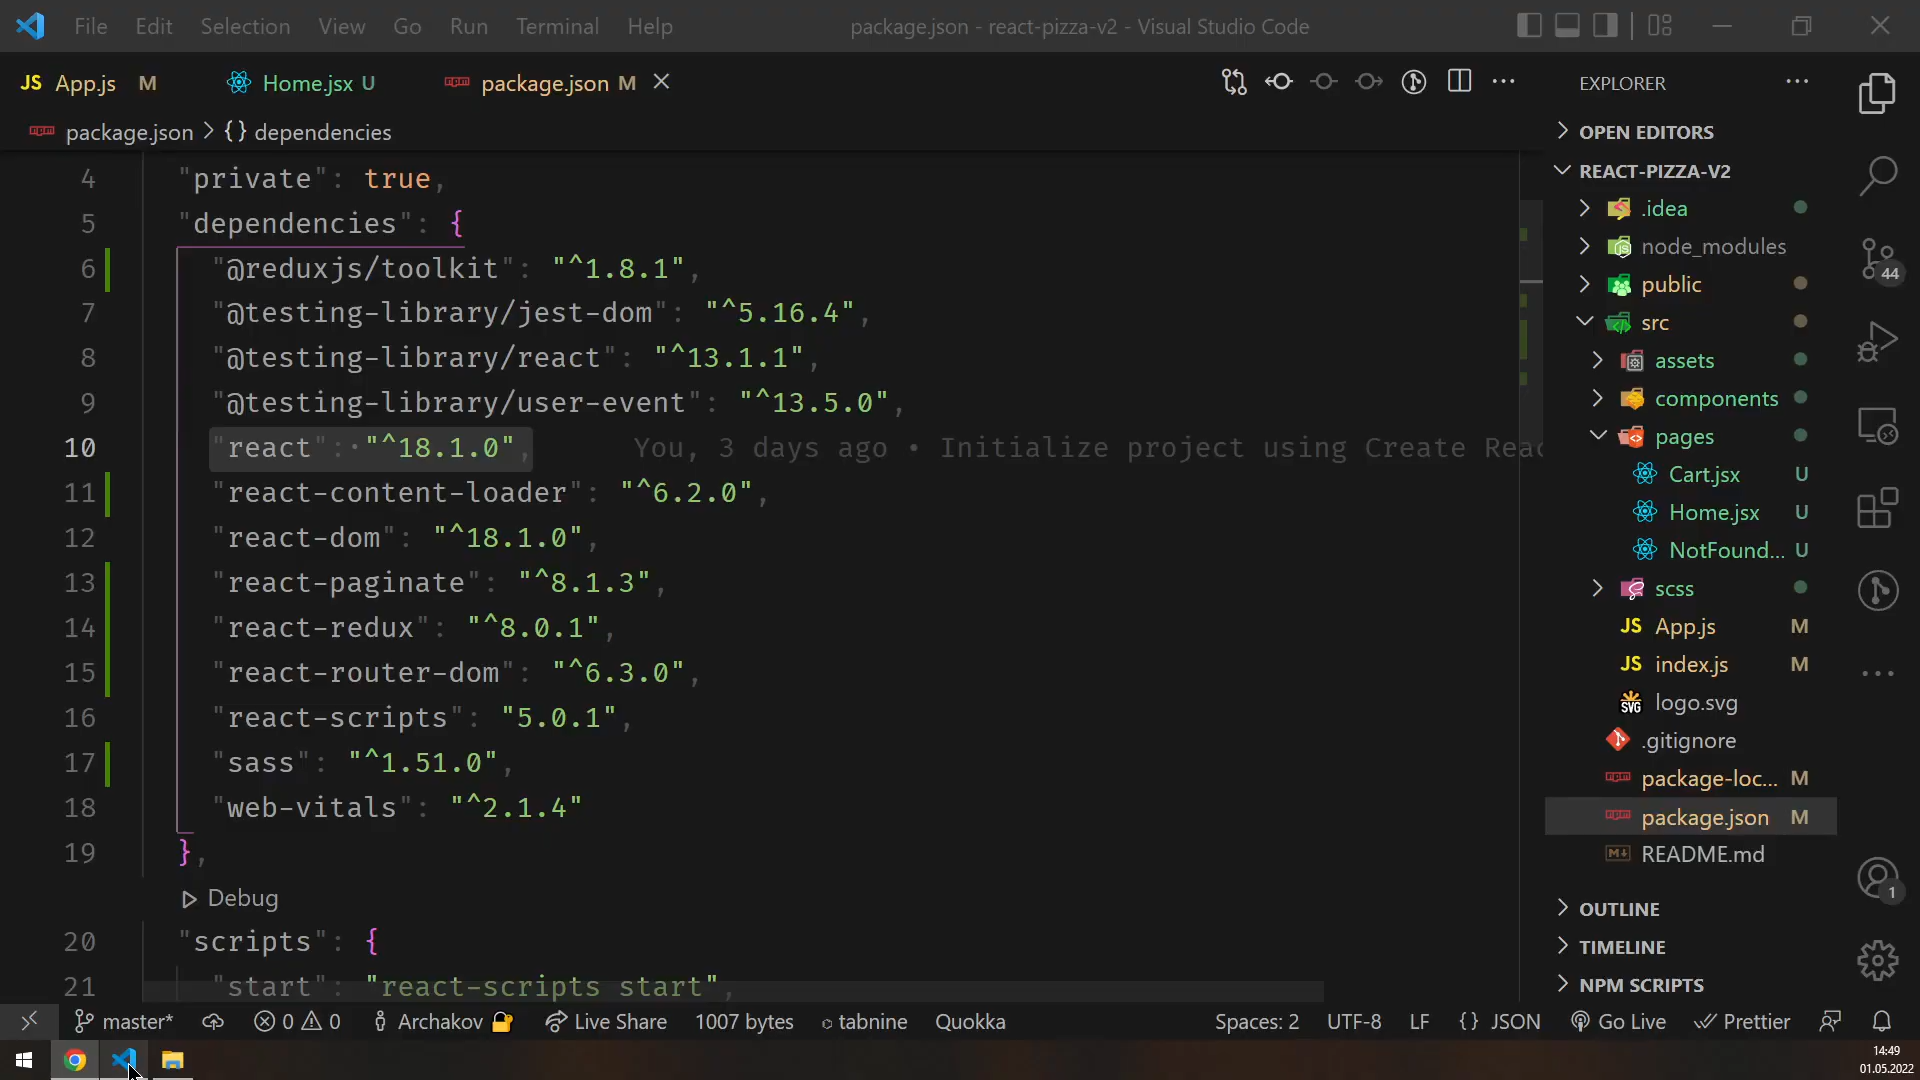 File Edit Selection View Go Run Terminal Help package.json - react-pizza-v2 - Visual Studio Code
JS App.js M Home.jsx U package.json M
package.json > {} dependencies
4 "private": true,
5 "dependencies": {
6 "@reduxjs/toolkit": "^1.8.1",
7 "@testing-library/jest-dom": "^5.16.4",
8 "@testing-library/react": "^13.1.1",
9 "@testing-library/user-event": "^13.5.0",
10 "react": "^18.1.0", You, 3 days ago • Initialize project using Create Reac
11 "react-content-loader": "^6.2.0",
12 "react-dom": "^18.1.0",
13 "react-paginate": "^8.1.3",
14 "react-redux": "^8.0.1",
15 "react-router-dom": "^6.3.0",
16 "react-scripts": "5.0.1",
17 "sass": "^1.51.0",
18 "web-vitals": "^2.1.4"
19 },
Debug
20 "scripts": {
21 "start": "react-scripts start",
EXPLORER
OPEN EDITORS
REACT-PIZZA-V2
.idea
node_modules
public
src
assets
components
pages
Cart.jsx U
Home.jsx U
NotFound... U
scss
JS App.js M
JS index.js M
SVG logo.svg
.gitignore
package-loc... M
package.json M
README.md
OUTLINE
TIMELINE
NPM SCRIPTS
44
1
master* 0 0 Archakov Live Share 1007 bytes tabnine Quokka Spaces: 2 UTF-8 LF {} JSON Go Live Prettier
14:49
01.05.2022